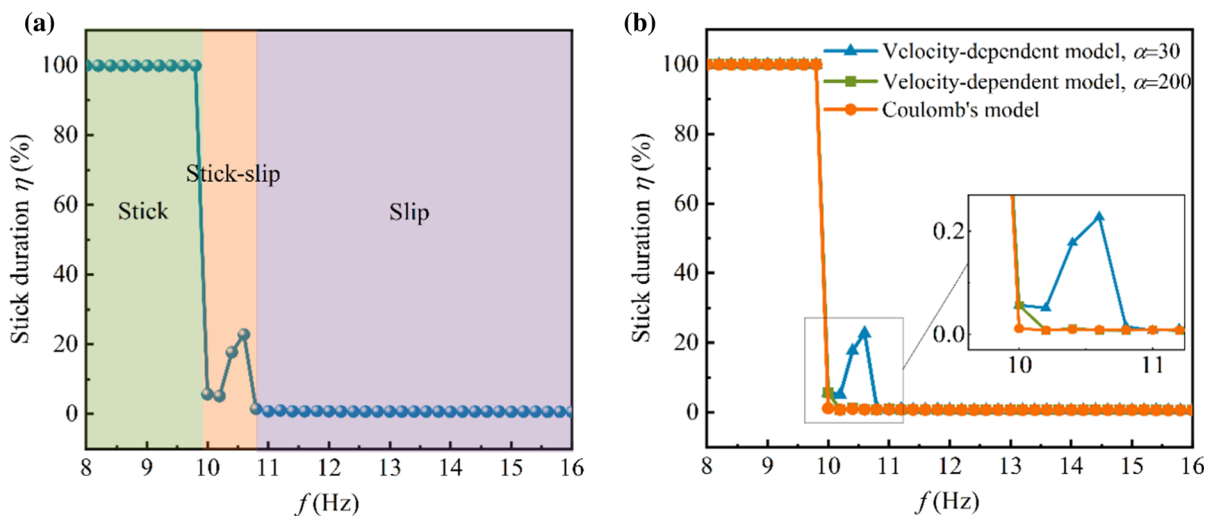 (a)
100
80
60
40
20
0
Stick duration η (%)
Stick
Stick-slip
Slip
8 9 10 11 12 13 14 15 16
f (Hz)
(b)
100
80
60
40
20
0
Stick duration η (%)
Velocity-dependent model, α=30
Velocity-dependent model, α=200
Coulomb's model
0.2
0.0
10 11
8 9 10 11 12 13 14 15 16
f (Hz)